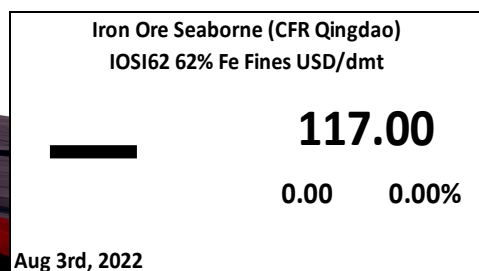 Iron Ore Seaborne (CFR Qingdao)
IOSI62 62% Fe Fines USD/dmt
117.00
0.00 0.00%
Aug 3rd, 2022